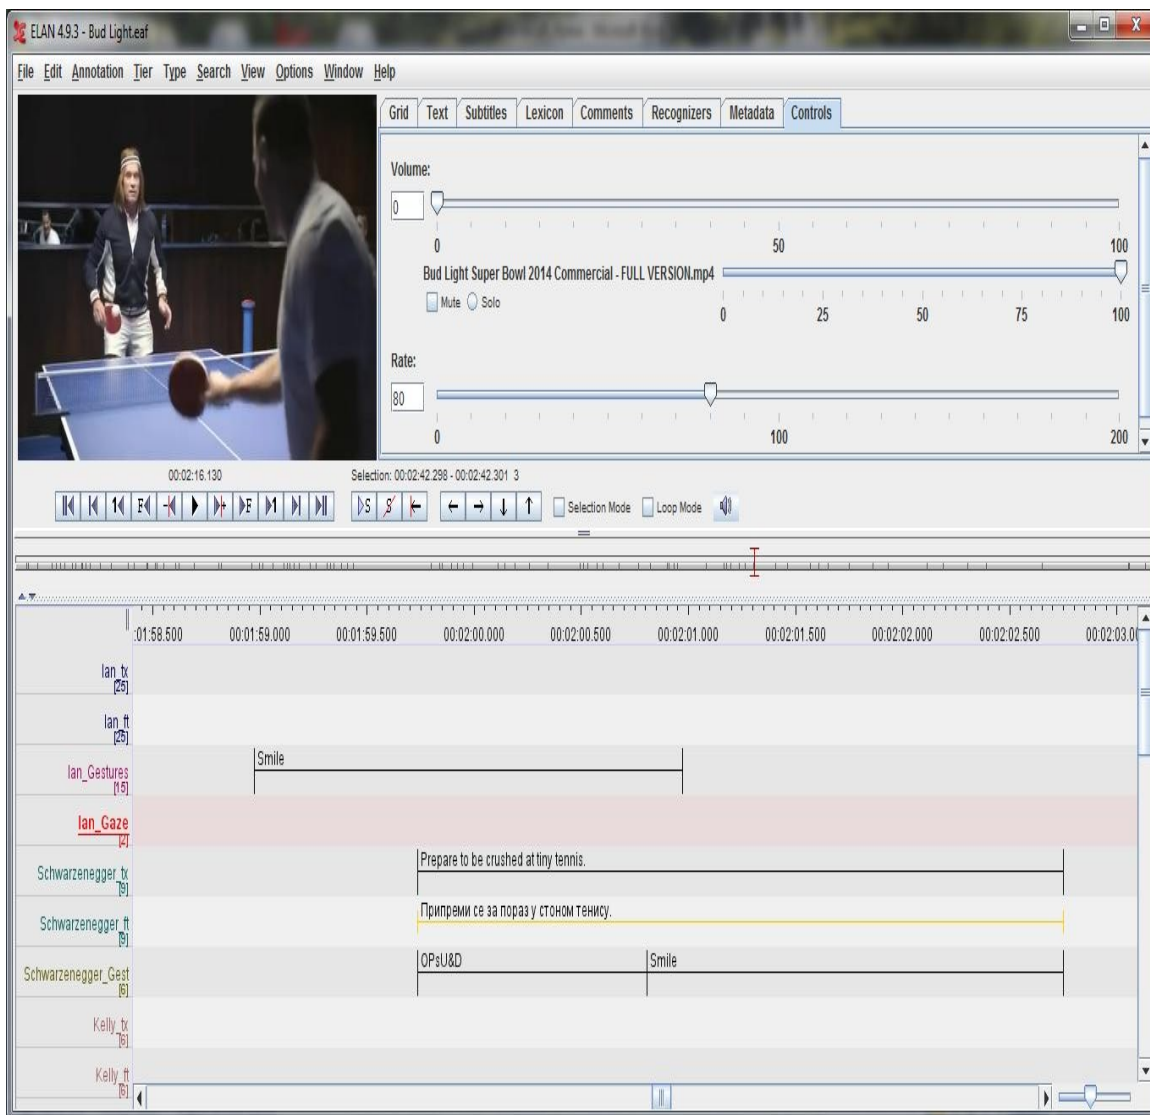 ELAN 4.9.3 - Bud Light.eaf
File Edit Annotation Tier Type Search View Options Window Help
Grid Text Subtitles Lexicon Comments Recognizers Metadata Controls
Volume:
0
0 50 100
Bud Light Super Bowl 2014 Commercial - FULL VERSION.mp4
Mute Solo
0 25 50 75 100
Rate:
80
0 100 200
00:02:16.130 Selection: 00:02:42.298 - 00:02:42.301 3
1 F F 1 S S Selection Mode Loop Mode
:01:58.500 00:01:59.000 00:01:59.500 00:02:00.000 00:02:00.500 00:02:01.000 00:02:01.500 00:02:02.000 00:02:02.500 00:02:03.00
Ian_tx
[25]
Ian_ft
[25]
Smile
Ian_Gestures
[15]
Ian_Gaze
[2]
Prepare to be crushed at tiny tennis.
Schwarzenegger_tx
[9]
Припреми се за пораз у стоном тенису.
Schwarzenegger_ft
[9]
OPsU&D Smile
Schwarzenegger_Gest
[6]
Kelly_tx
[6]
Kelly_ft
[6]